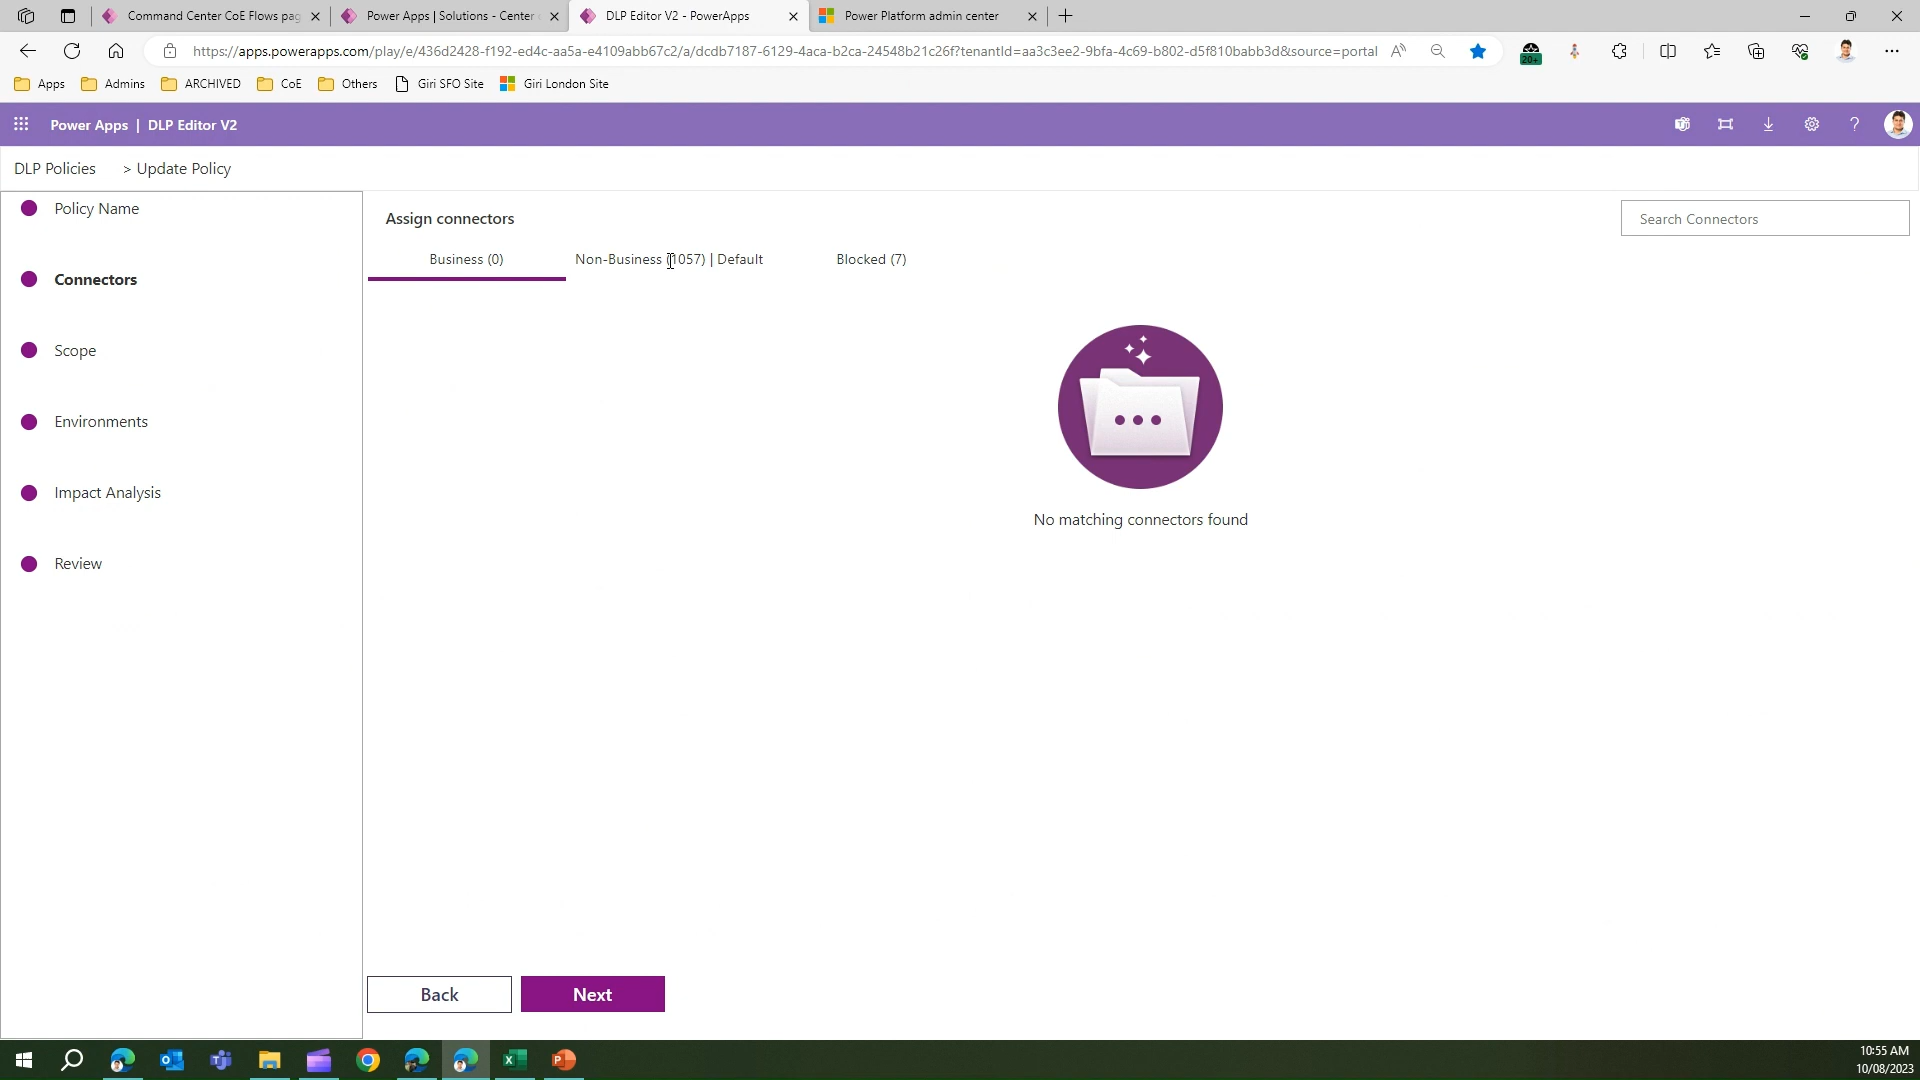 Command Center CoE Flows pag
Power Apps | Solutions - Center
DLP Editor V2 - PowerApps
Power Platform admin center
https://apps.powerapps.com/play/e/436d2428-f192-ed4c-aa5a-e4109abb67c2/a/dcdb7187-6129-4aca-b2ca-24548b21c26f?tenantId=aa3c3ee2-9bfa-4c69-b802-d5f810babb3d&source=portal
20+
Apps
Admins
ARCHIVED
CoE
Others
Giri SFO Site
Giri London Site
Power Apps | DLP Editor V2
DLP Policies > Update Policy
Policy Name
Connectors
Scope
Environments
Impact Analysis
Review
Assign connectors
Search Connectors
Business (0)
Non-Business (1057) | Default
Blocked (7)
No matching connectors found
Back
Next
10:55 AM
10/08/2023